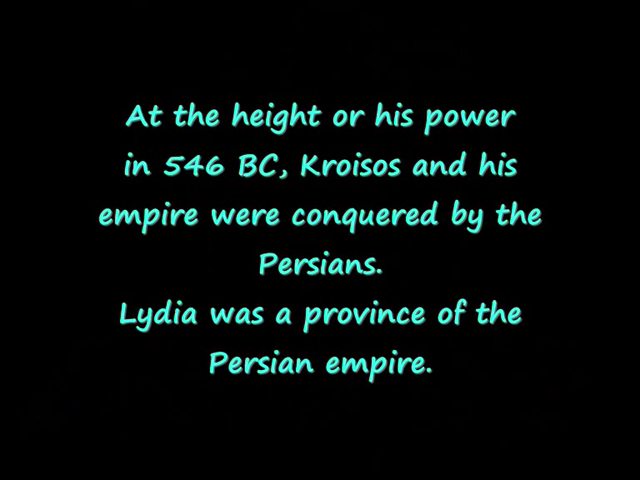 At the height or his power
in 546 BC, Kroisos and his
empire were conquered by the
Persians.
Lydia was a province of the
Persian empire.